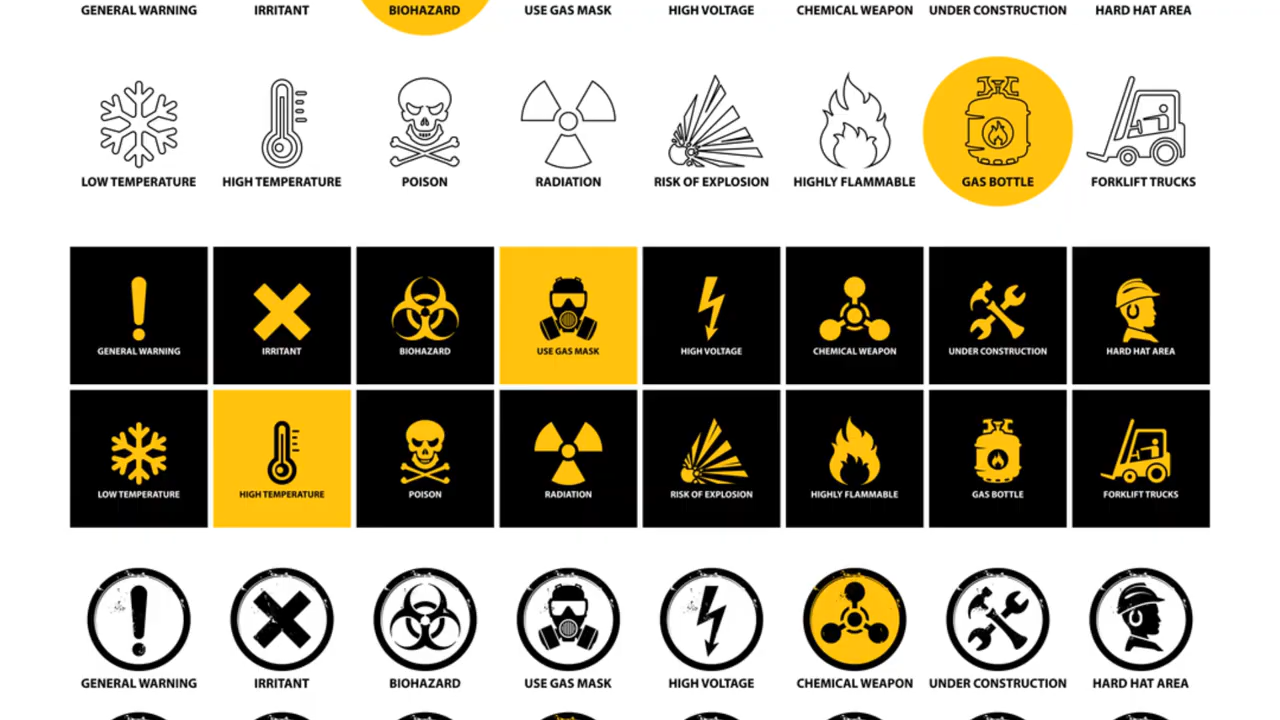 GENERAL WARNING IRRITANT BIOHAZARD USE GAS MASK HIGH VOLTAGE CHEMICAL WEAPON UNDER CONSTRUCTION HARD HAT AREA
LOW TEMPERATURE HIGH TEMPERATURE POISON RADIATION RISK OF EXPLOSION HIGHLY FLAMMABLE GAS BOTTLE FORKLIFT TRUCKS
GENERAL WARNING IRRITANT BIOHAZARD USE GAS MASK HIGH VOLTAGE CHEMICAL WEAPON UNDER CONSTRUCTION HARD HAT AREA
LOW TEMPERATURE HIGH TEMPERATURE POISON RADIATION RISK OF EXPLOSION HIGHLY FLAMMABLE GAS BOTTLE FORKLIFT TRUCKS
GENERAL WARNING IRRITANT BIOHAZARD USE GAS MASK HIGH VOLTAGE CHEMICAL WEAPON UNDER CONSTRUCTION HARD HAT AREA